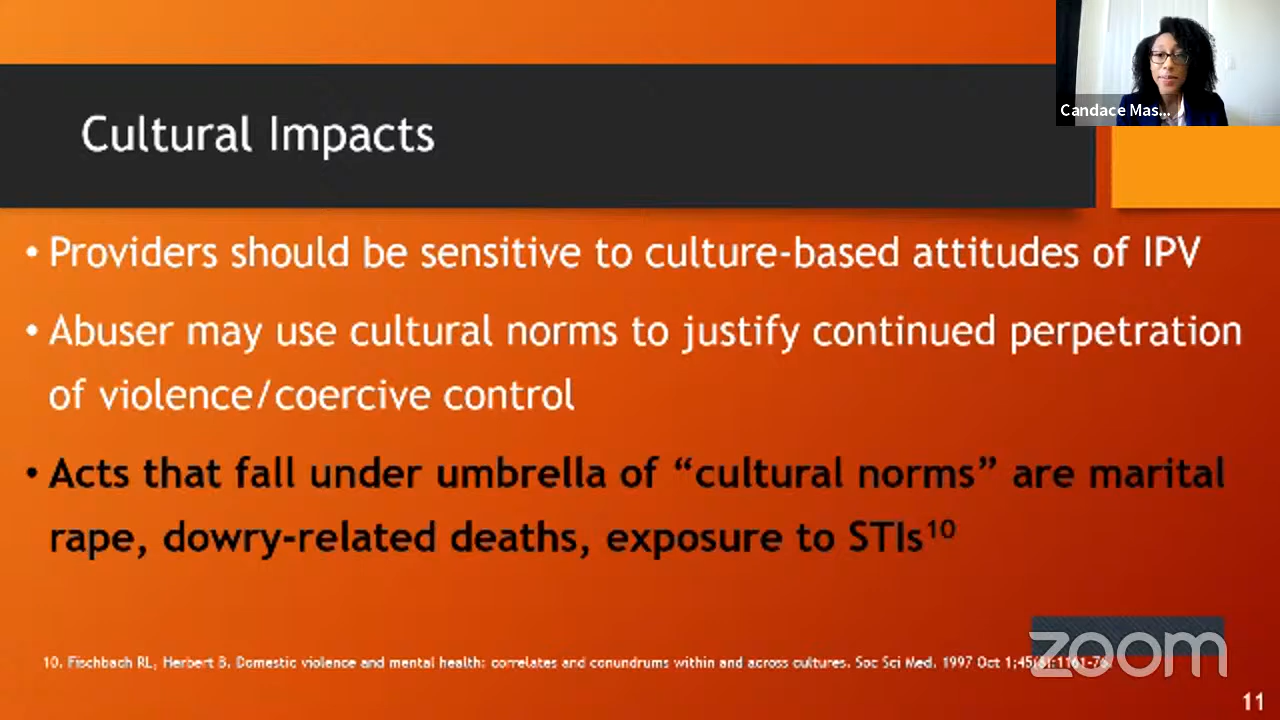 Candace Mas...
Cultural Impacts
• Providers should be sensitive to culture-based attitudes of IPV
• Abuser may use cultural norms to justify continued perpetration
of violence/coercive control
• Acts that fall under umbrella of “cultural norms” are marital
rape, dowry-related deaths, exposure to STIs¹⁰
10. Fischbach RL, Herbert B. Domestic violence and mental health: correlates and conundrums within and across cultures. Soc Sci Med. 1997 Oct 1;45(8):1161-
zoom
11